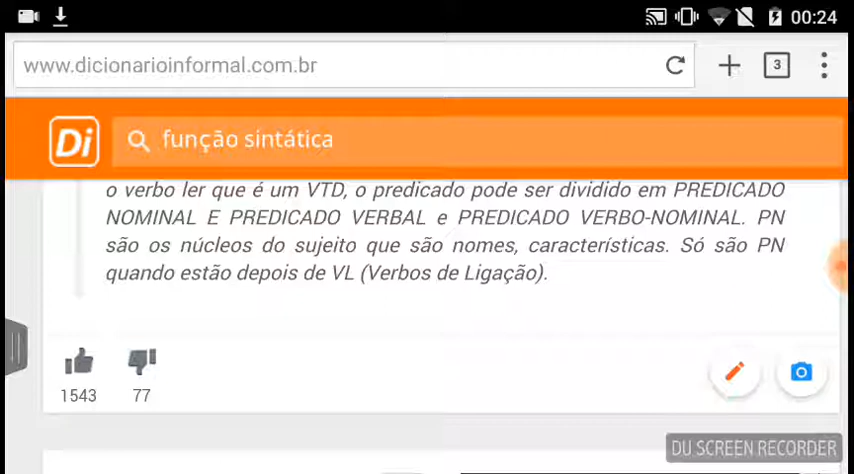 00:24
www.dicionarioinformal.com.br
3
Di
função sintática
o verbo ler que é um VTD, o predicado pode ser dividido em PREDICADO
NOMINAL E PREDICADO VERBAL e PREDICADO VERBO-NOMINAL. PN
são os núcleos do sujeito que são nomes, características. Só são PN
quando estão depois de VL (Verbos de Ligação).
1543
77
DU SCREEN RECORDER